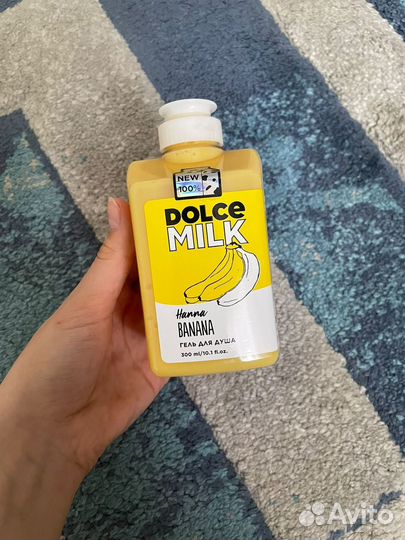 NEW
100%
DOLCE
MILK
Hanna
BANANA
ГЕЛЬ ДЛЯ ДУША
300 ml/10.1 fl.oz.
Avito